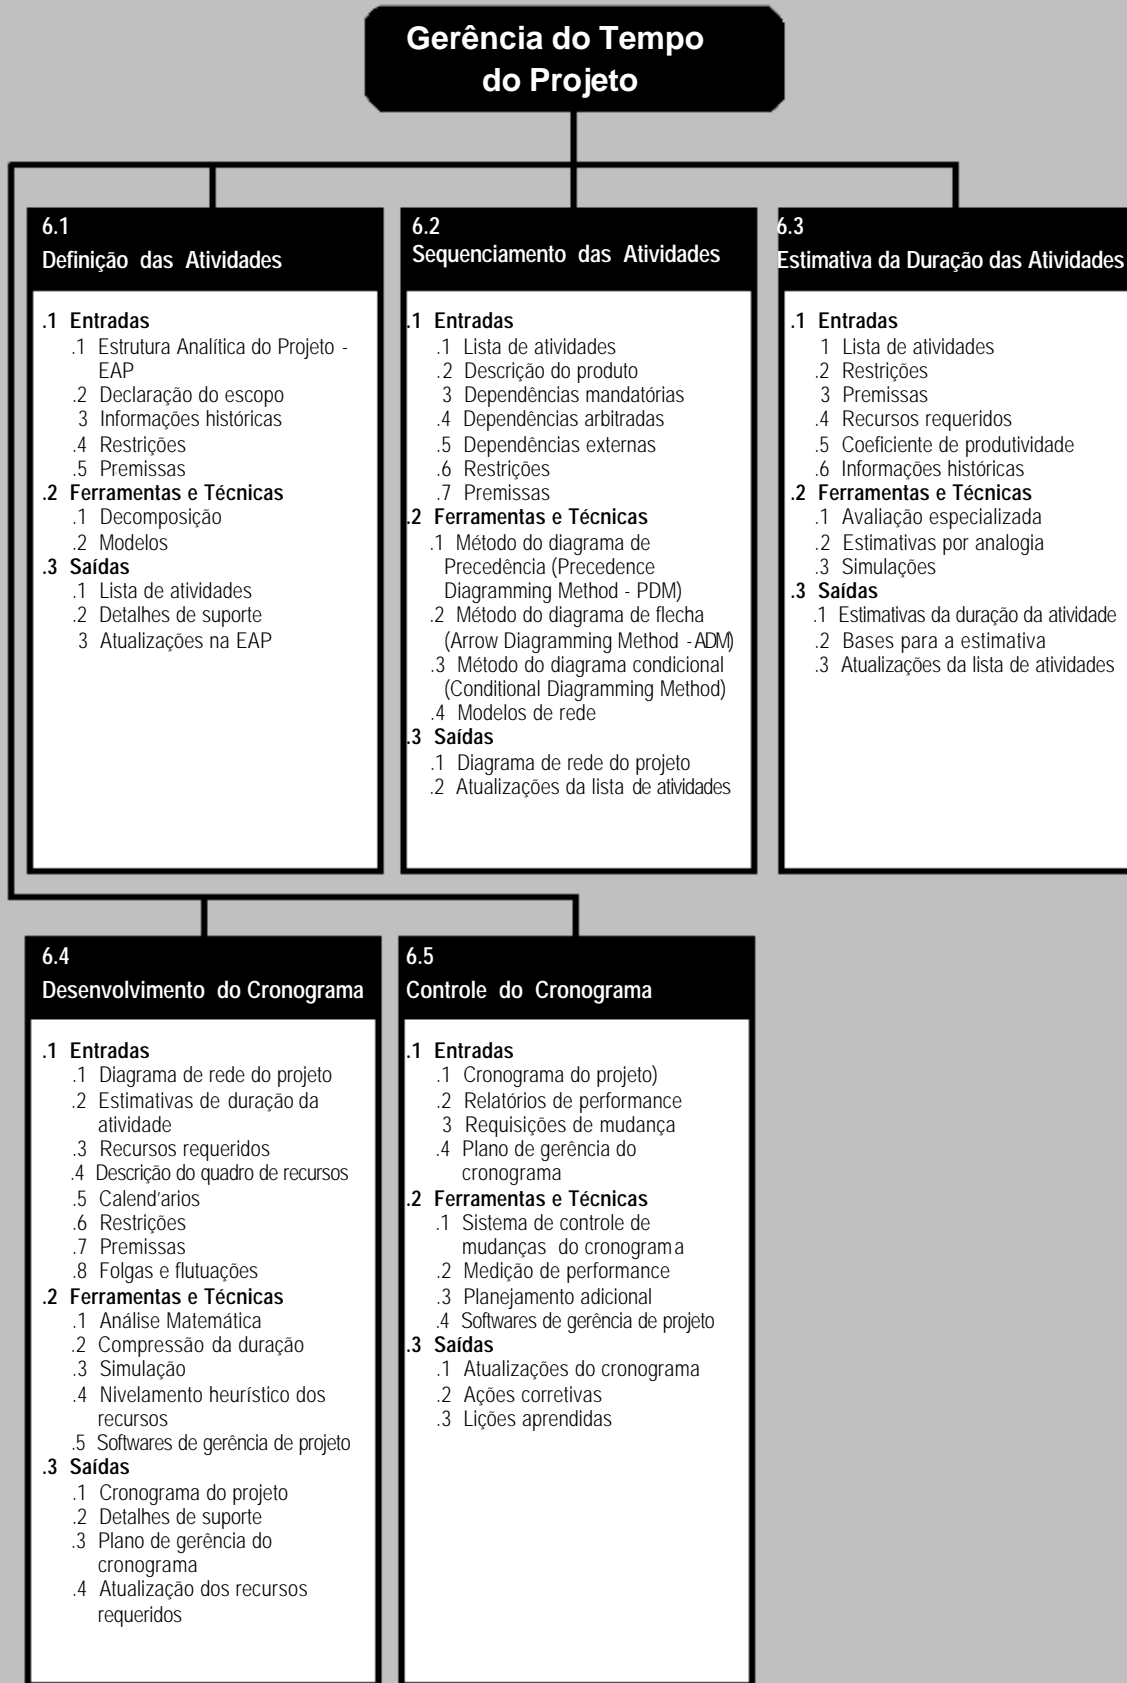 Gerência do Tempo
do Projeto
6.1
Definição das Atividades
.1 Entradas
.1 Estrutura Analítica do Projeto -
EAP
.2 Declaração do escopo
3 Informações históricas
.4 Restrições
.5 Premissas
.2 Ferramentas e Técnicas
.1 Decomposição
.2 Modelos
.3 Saídas
.1 Lista de atividades
.2 Detalhes de suporte
3 Atualizações na EAP
6.2
Sequenciamento das Atividades
.1 Entradas
.1 Lista de atividades
.2 Descrição do produto
3 Dependências mandatórias
.4 Dependências arbitradas
.5 Dependências externas
.6 Restrições
.7 Premissas
.2 Ferramentas e Técnicas
.1 Método do diagrama de
Precedência (Precedence
Diagramming Method - PDM)
.2 Método do diagrama de flecha
(Arrow Diagramming Method - ADM)
.3 Método do diagrama condicional
(Conditional Diagramming Method)
.4 Modelos de rede
.3 Saídas
.1 Diagrama de rede do projeto
.2 Atualizações da lista de atividades
6.3
Estimativa da Duração das Atividades
.1 Entradas
1 Lista de atividades
.2 Restrições
3 Premissas
.4 Recursos requeridos
.5 Coeficiente de produtividade
.6 Informações históricas
.2 Ferramentas e Técnicas
.1 Avaliação especializada
.2 Estimativas por analogia
.3 Simulações
.3 Saídas
.1 Estimativas da duração da atividade
.2 Bases para a estimativa
.3 Atualizações da lista de atividades
6.4
Desenvolvimento do Cronograma
.1 Entradas
.1 Diagrama de rede do projeto
.2 Estimativas de duração da
atividade
.3 Recursos requeridos
.4 Descrição do quadro de recursos
.5 Calend'arios
.6 Restrições
.7 Premissas
.8 Folgas e flutuações
.2 Ferramentas e Técnicas
.1 Análise Matemática
.2 Compressão da duração
.3 Simulação
.4 Nivelamento heurístico dos
recursos
.5 Softwares de gerência de projeto
.3 Saídas
.1 Cronograma do projeto
.2 Detalhes de suporte
.3 Plano de gerência do
cronograma
.4 Atualização dos recursos
requeridos
6.5
Controle do Cronograma
.1 Entradas
.1 Cronograma do projeto)
.2 Relatórios de performance
3 Requisições de mudança
.4 Plano de gerência do
cronograma
.2 Ferramentas e Técnicas
.1 Sistema de controle de
mudanças do cronograma
.2 Medição de performance
.3 Planejamento adicional
.4 Softwares de gerência de projeto
.3 Saídas
.1 Atualizações do cronograma
.2 Ações corretivas
.3 Lições aprendidas